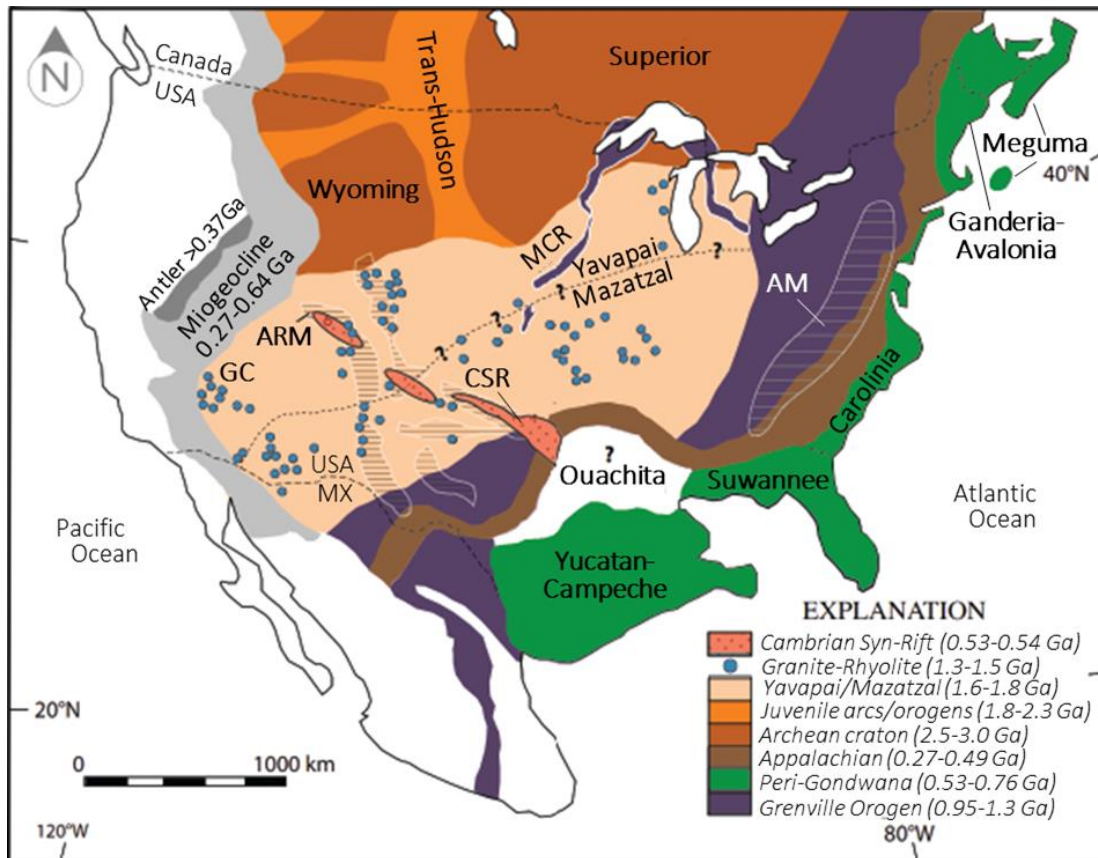 Canada
USA
N
Trans-Hudson
Superior
Wyoming
Meguma
40°N
Ganderia-
Avalonia
Antler >0.37Ga
Miogeocline
0.27-0.64 Ga
MCR
Yavapai
Mazatzal
?
?
?
?
AM
ARM
GC
CSR
Carolinia
USA
MX
?
Ouachita
Suwannee
Atlantic
Ocean
Pacific
Ocean
Yucatan-
Campeche
EXPLANATION
Cambrian Syn-Rift (0.53-0.54 Ga)
Granite-Rhyolite (1.3-1.5 Ga)
Yavapai/Mazatzal (1.6-1.8 Ga)
Juvenile arcs/orogens (1.8-2.3 Ga)
Archean craton (2.5-3.0 Ga)
Appalachian (0.27-0.49 Ga)
Peri-Gondwana (0.53-0.76 Ga)
Grenville Orogen (0.95-1.3 Ga)
20°N
0 1000 km
120°W
80°W